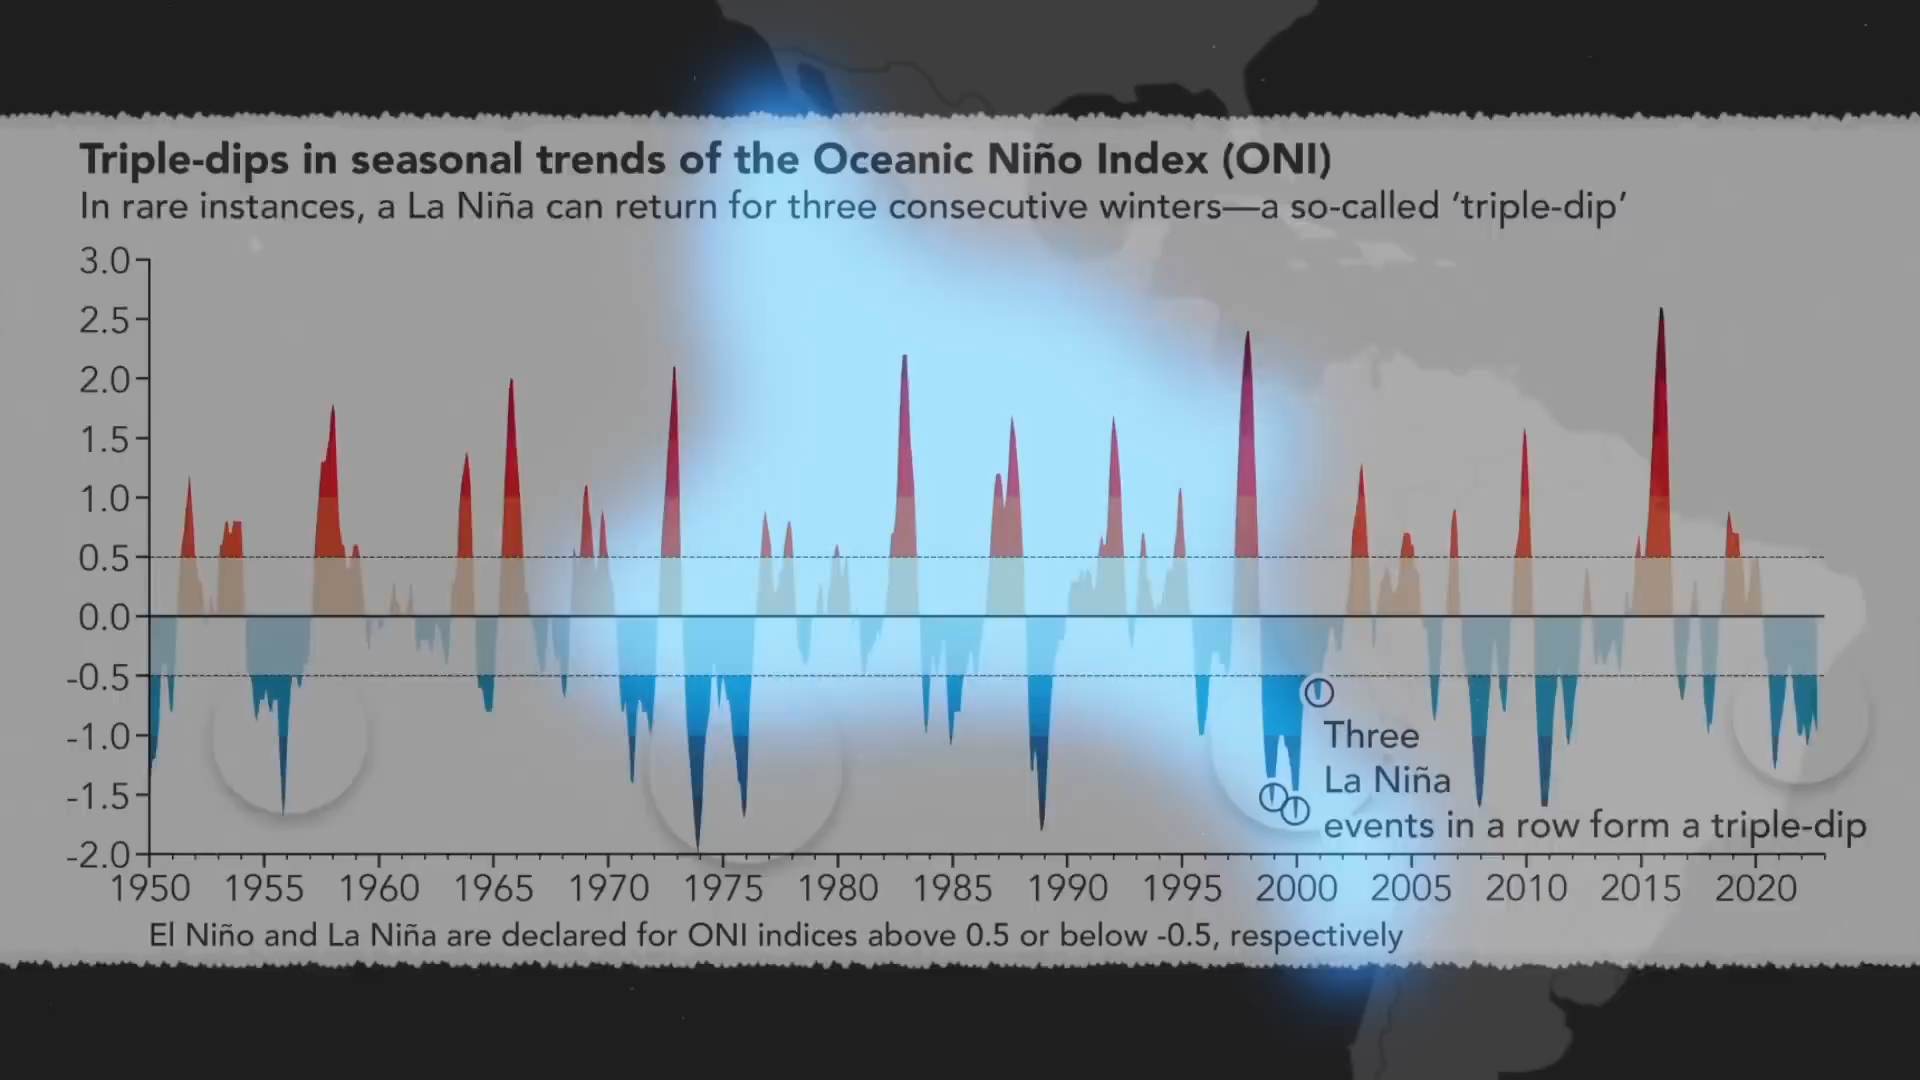 Triple-dips in seasonal trends of the Oceanic Niño Index (ONI)
In rare instances, a La Niña can return for three consecutive winters—a so-called ‘triple-dip’
3.0
2.5
2.0
1.5
1.0
0.5
0.0
-0.5
-1.0
-1.5
-2.0
Three
La Niña
events in a row form a triple-dip
1950 1955 1960 1965 1970 1975 1980 1985 1990 1995 2000 2005 2010 2015 2020
El Niño and La Niña are declared for ONI indices above 0.5 or below -0.5, respectively